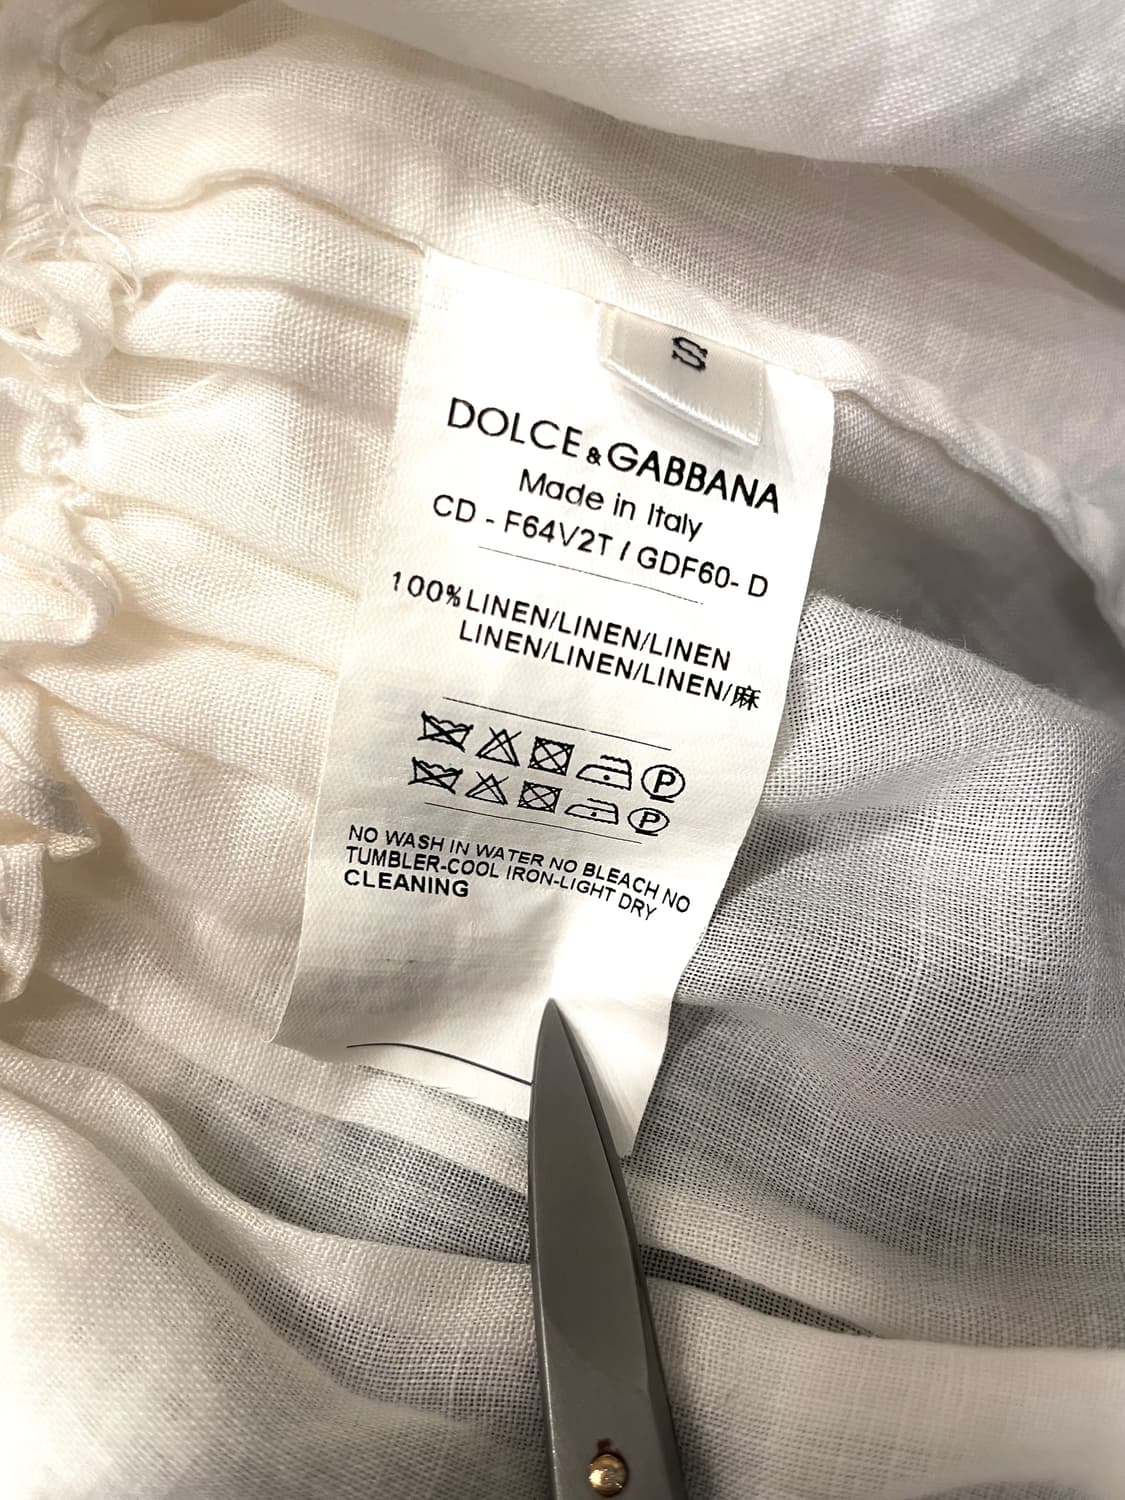 S
DOLCE&GABBANA
Made in Italy
CD - F64V2T / GDF60- D
100%LINEN/LINEN/LINEN
LINEN/LINEN/LINEN/麻
P
P
NO WASH IN WATER NO BLEACH NO
TUMBLER-COOL IRON-LIGHT DRY
CLEANING